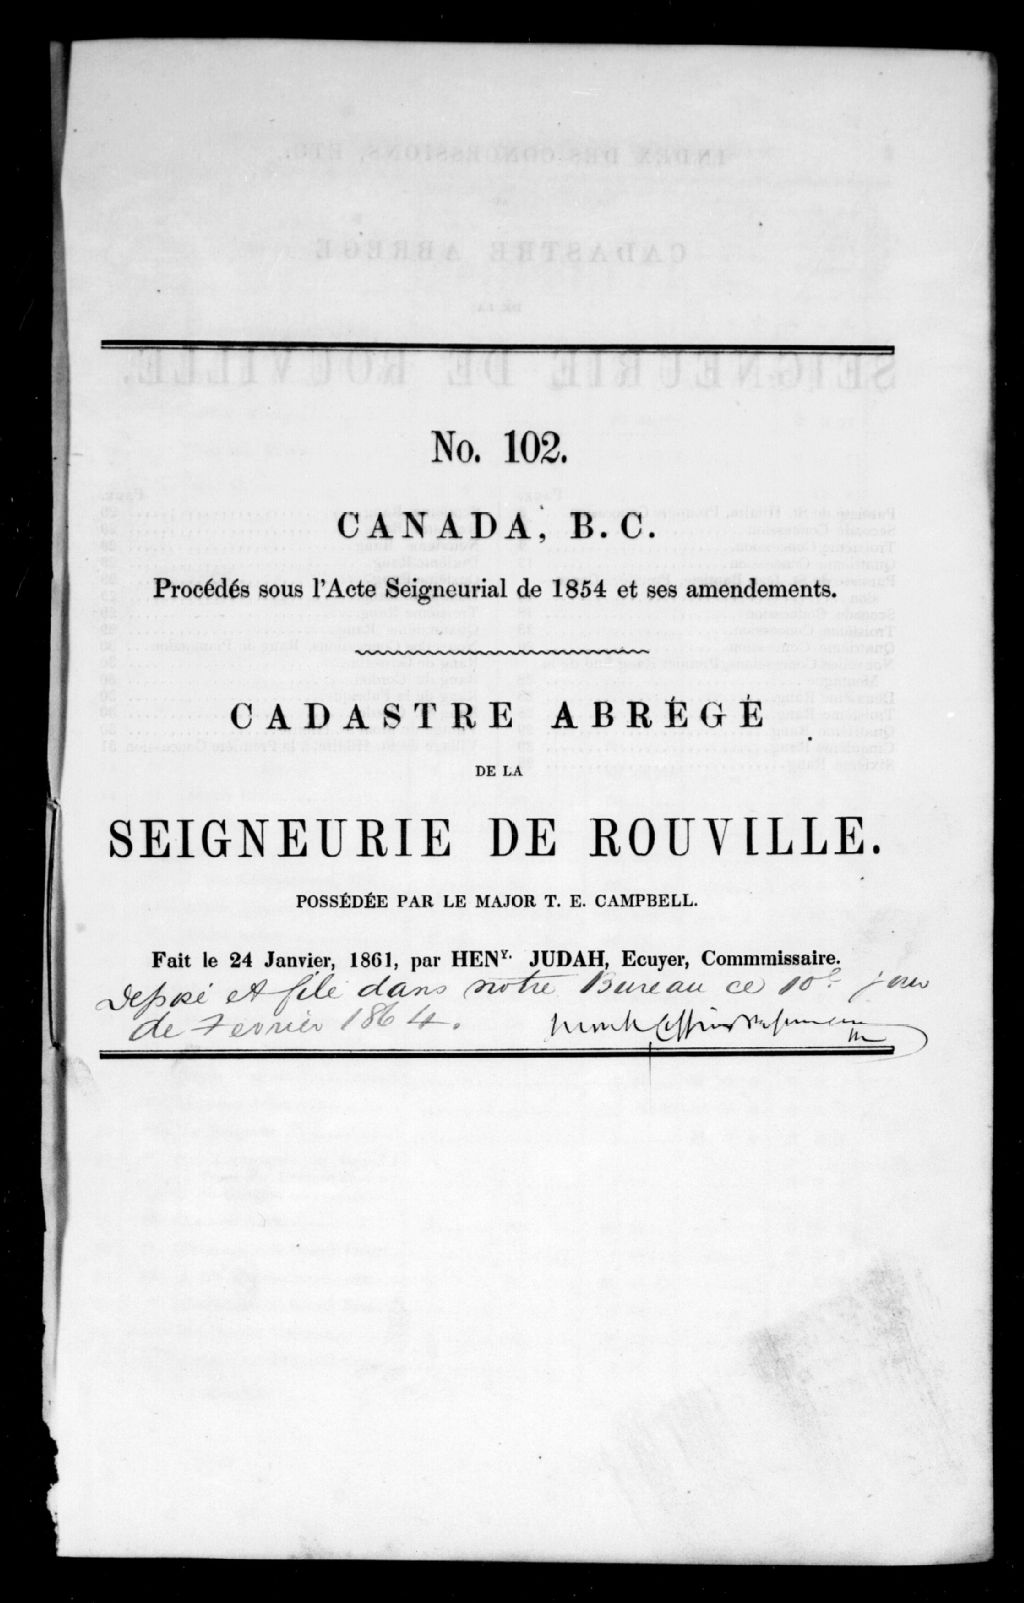 No. 102.
CANADA, B. C.
Procédés sous l'Acte Seigneurial de 1854 et ses amendements.
CADASTRE ABRÉGÉ
DE LA
SEIGNEURIE DE ROUVILLE.
POSSÉDÉE PAR LE MAJOR T. E. CAMPBELL.
Fait le 24 Janvier, 1861, par HENY. JUDAH, Ecuyer, Commmissaire.
Deposé et filé dans notre Bureau ce 10e jour
de Fevrier 1864.